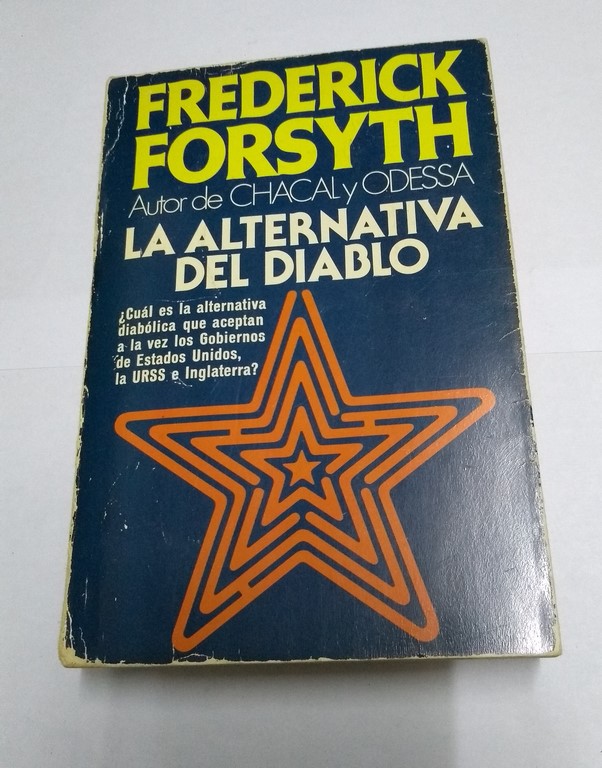 FREDERICK
FORSYTH
Autor de CHACAL y ODESSA
LA ALTERNATIVA
DEL DIABLO
¿Cuál es la alternativa
diabólica que aceptan
a la vez los Gobiernos
de Estados Unidos,
la URSS e Inglaterra?